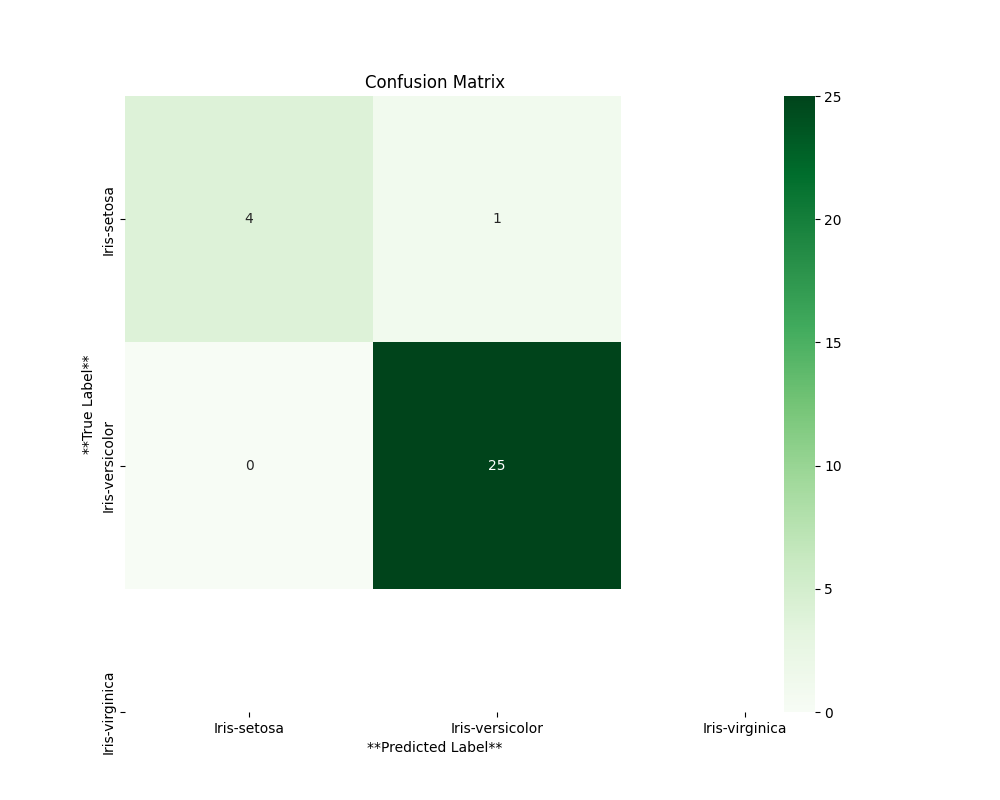 Confusion Matrix
Iris-setosa
Iris-versicolor
Iris-virginica
**True Label**
4
1
0
25
Iris-setosa
Iris-versicolor
Iris-virginica
**Predicted Label**
25
20
15
10
5
0